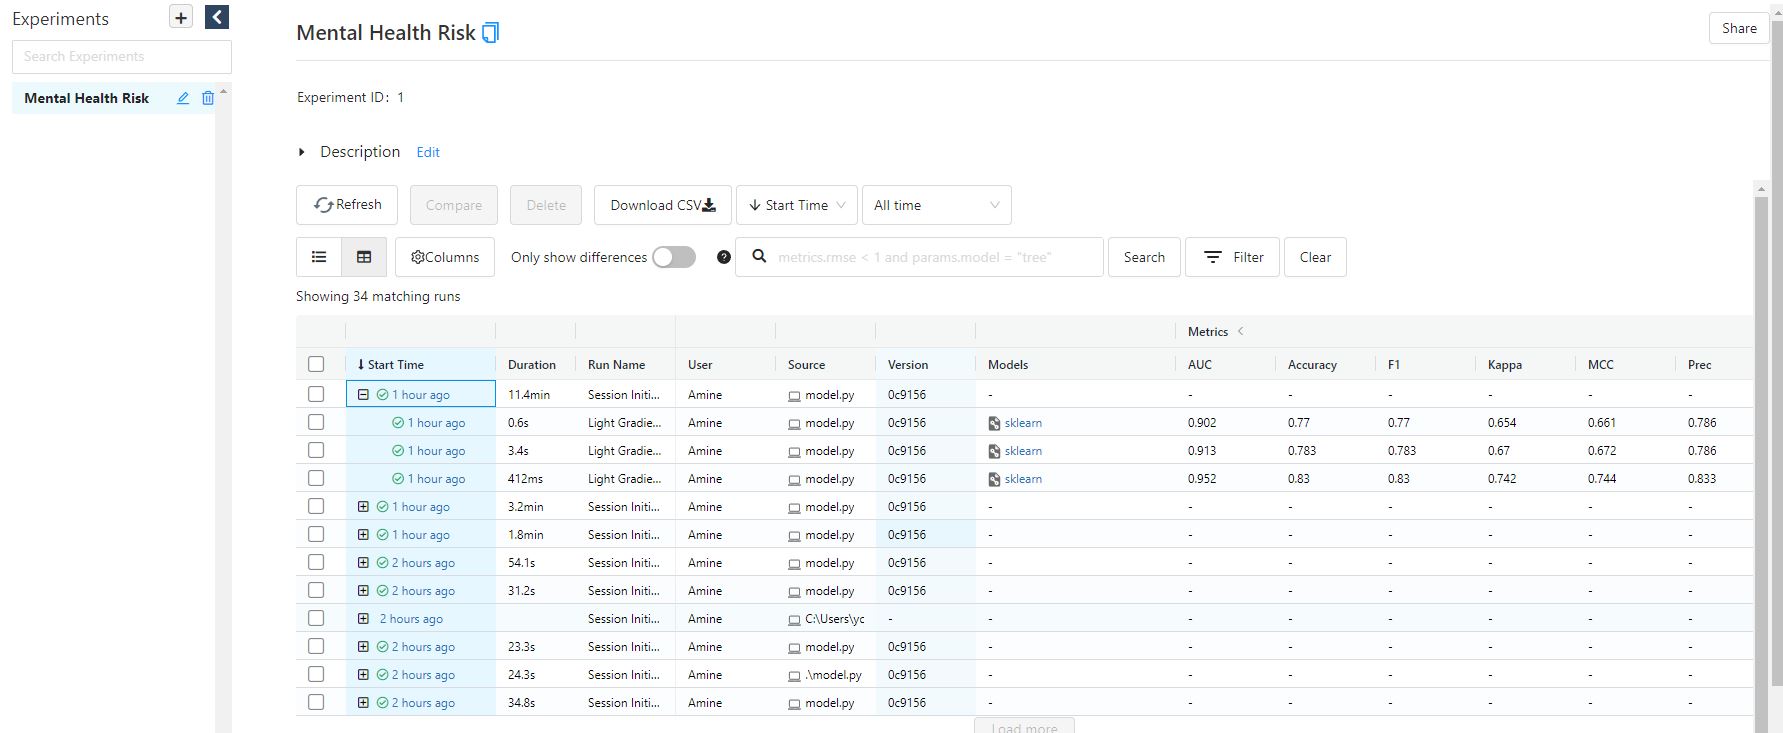 Experiments
Search Experiments
Mental Health Risk
Mental Health Risk
Share
Experiment ID: 1
Description Edit
Refresh Compare Delete Download CSV Start Time All time
Columns Only show differences metrics.rmse < 1 and params.model = "tree" Search Filter Clear
Showing 34 matching runs
Metrics
Start Time Duration Run Name User Source Version Models AUC Accuracy F1 Kappa MCC Prec
1 hour ago 11.4min Session Initi... Amine model.py 0c9156 - - - - - - -
1 hour ago 0.6s Light Gradie... Amine model.py 0c9156 sklearn 0.902 0.77 0.77 0.654 0.661 0.786
1 hour ago 3.4s Light Gradie... Amine model.py 0c9156 sklearn 0.913 0.783 0.783 0.67 0.672 0.786
1 hour ago 412ms Light Gradie... Amine model.py 0c9156 sklearn 0.952 0.83 0.83 0.742 0.744 0.833
1 hour ago 3.2min Session Initi... Amine model.py 0c9156 - - - - - - -
1 hour ago 1.8min Session Initi... Amine model.py 0c9156 - - - - - - -
2 hours ago 54.1s Session Initi... Amine model.py 0c9156 - - - - - - -
2 hours ago 31.2s Session Initi... Amine model.py 0c9156 - - - - - - -
2 hours ago Session Initi... Amine C:\Users\yc - - - - - - - -
2 hours ago 23.3s Session Initi... Amine model.py 0c9156 - - - - - - -
2 hours ago 24.3s Session Initi... Amine .\model.py 0c9156 - - - - - - -
2 hours ago 34.8s Session Initi... Amine model.py 0c9156 - - - - - - -
Load more